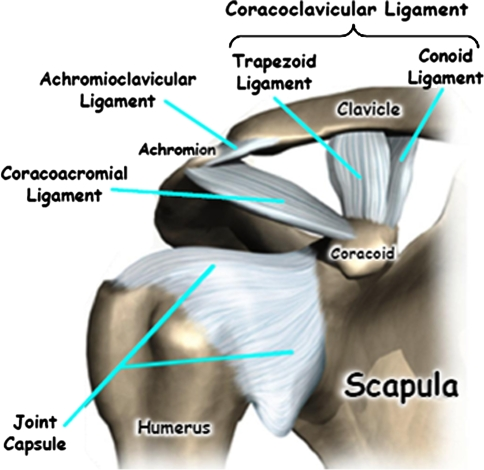 Coracoclavicular Ligament
Trapezoid
Ligament
Conoid
Ligament
Achromioclavicular
Ligament
Clavicle
Achromion
Coracoacromial
Ligament
Coracoid
Scapula
Joint
Capsule
Humerus